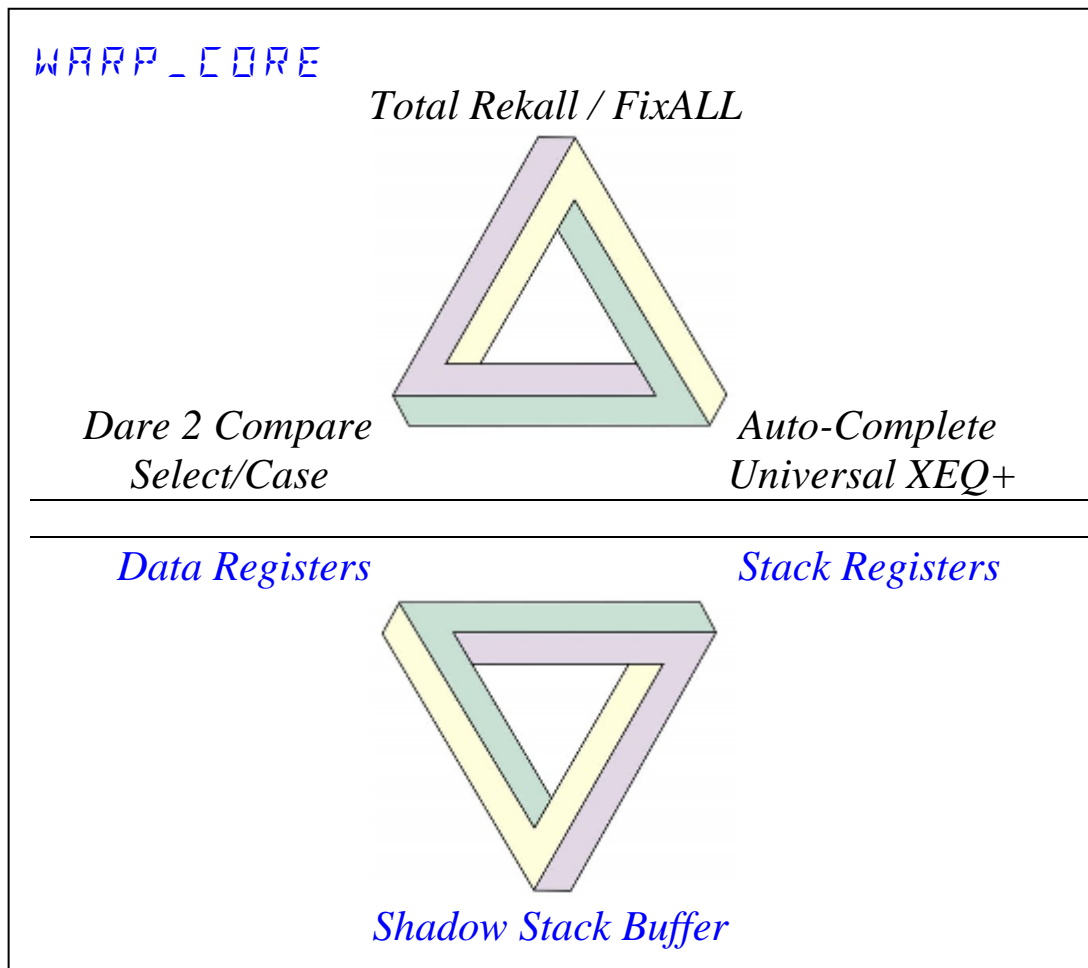 WARP_CORE
Total Rekall / FixALL
Dare 2 Compare
Select/Case
Auto-Complete
Universal XEQ+
Data Registers
Stack Registers
Shadow Stack Buffer